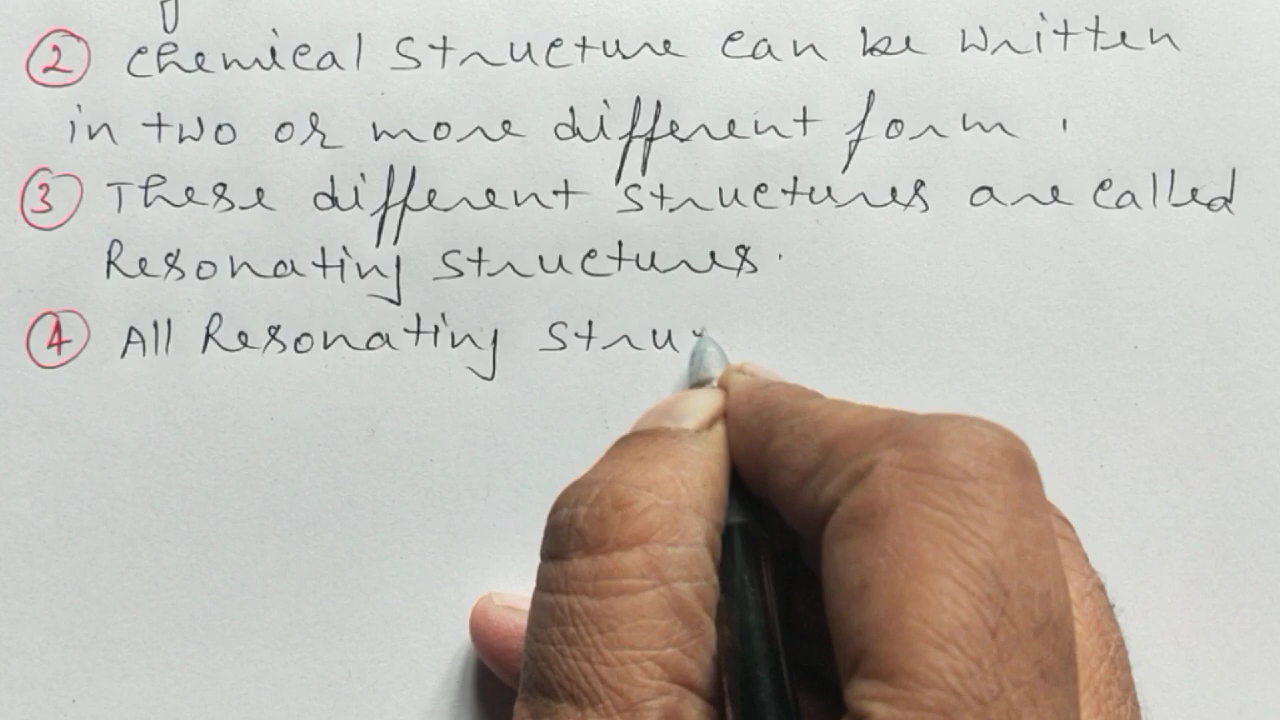 ② Chemical Structure can be written
in two or more different form.
③ These different structures are called
Resonating structures.
④ All Resonating Stru